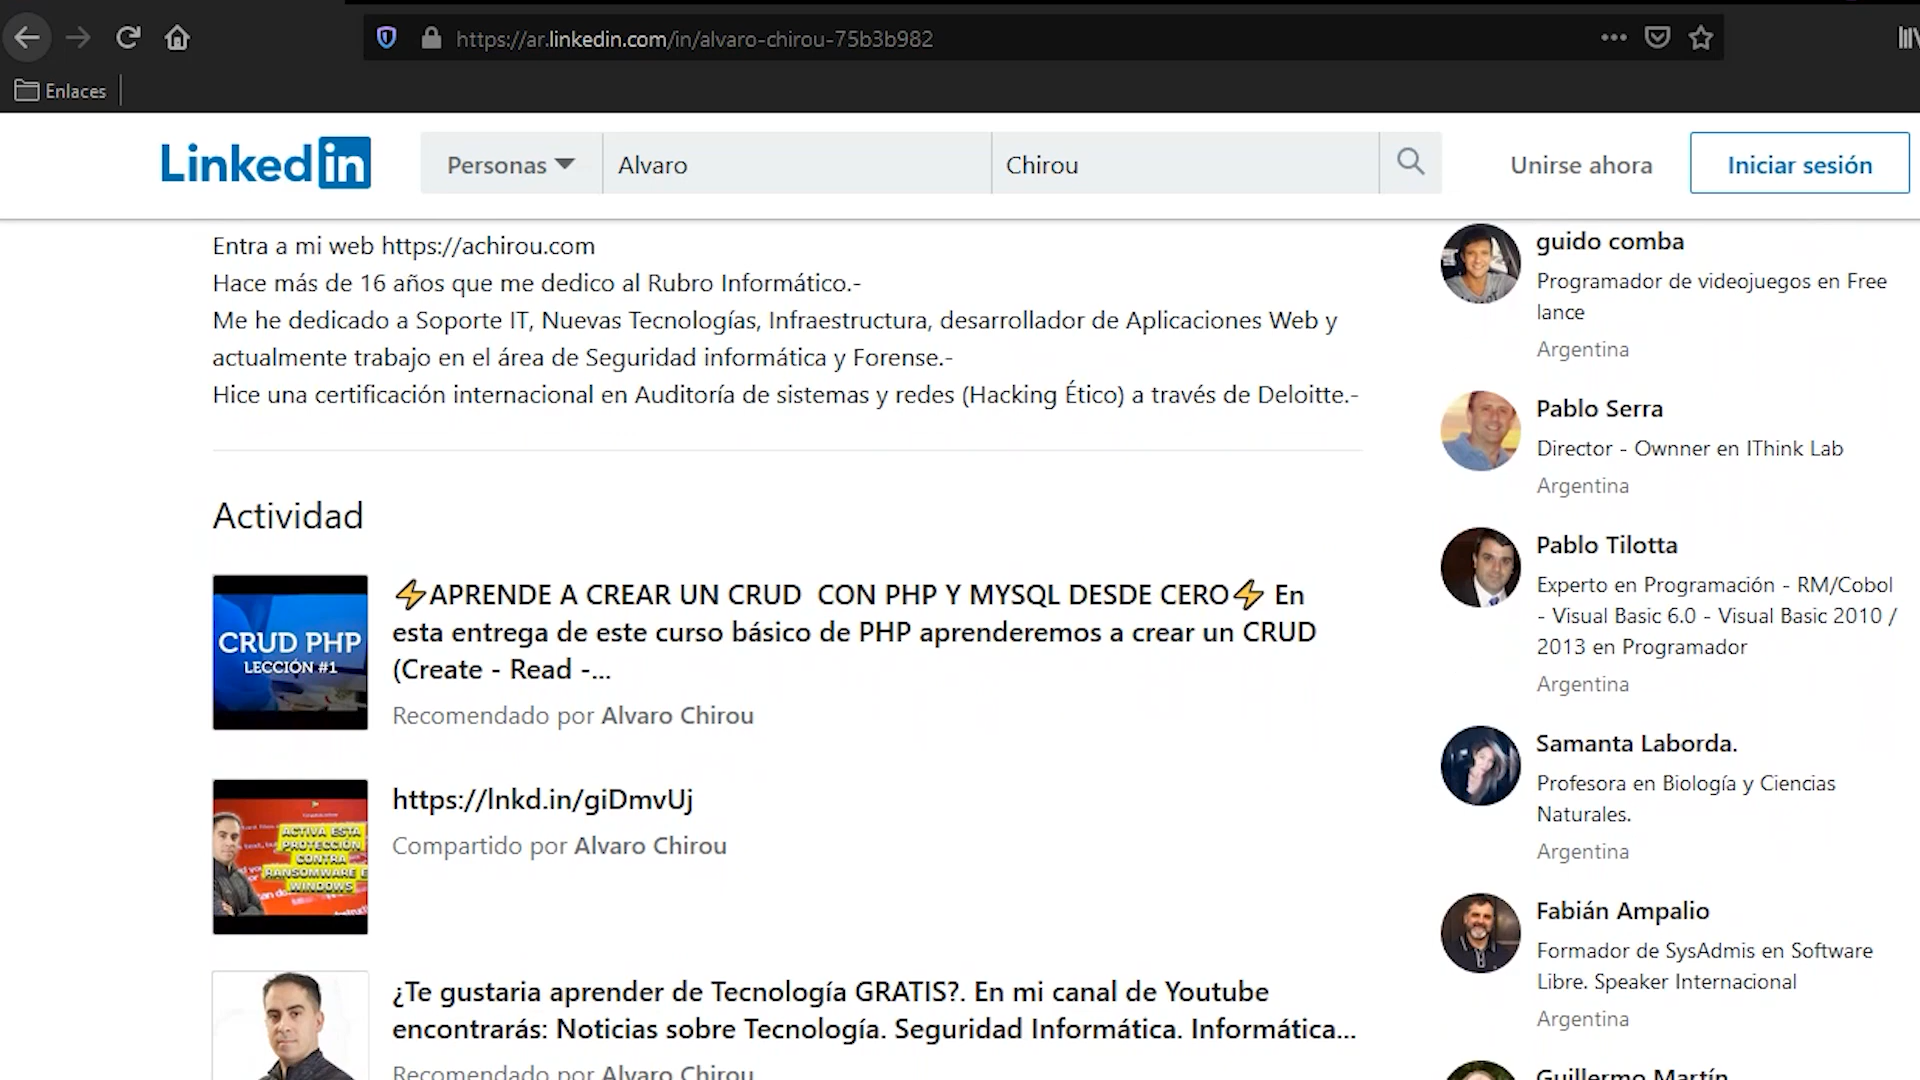 https://ar.linkedin.com/in/alvaro-chirou-75b3b982
Enlaces
Linked in
Personas
Alvaro
Chirou
Unirse ahora
Iniciar sesión
Entra a mi web https://achirou.com
Hace más de 16 años que me dedico al Rubro Informático.-
Me he dedicado a Soporte IT, Nuevas Tecnologías, Infraestructura, desarrollador de Aplicaciones Web y
actualmente trabajo en el área de Seguridad informática y Forense.-
Hice una certificación internacional en Auditoría de sistemas y redes (Hacking Ético) a través de Deloitte.-
Actividad
CRUD PHP
LECCIÓN #1
⚡APRENDE A CREAR UN CRUD CON PHP Y MYSQL DESDE CERO⚡ En
esta entrega de este curso básico de PHP aprenderemos a crear un CRUD
(Create - Read -...
Recomendado por Alvaro Chirou
ACTIVA ESTA
PROTECCIÓN
CONTRA
RANSOMWARE E
WINDOWS
https://lnkd.in/giDmvUj
Compartido por Alvaro Chirou
¿Te gustaria aprender de Tecnología GRATIS?. En mi canal de Youtube
encontrarás: Noticias sobre Tecnología. Seguridad Informática. Informática...
Recomendado por Alvaro Chirou
guido comba
Programador de videojuegos en Free
lance
Argentina
Pablo Serra
Director - Ownner en IThink Lab
Argentina
Pablo Tilotta
Experto en Programación - RM/Cobol
- Visual Basic 6.0 - Visual Basic 2010 /
2013 en Programador
Argentina
Samanta Laborda.
Profesora en Biología y Ciencias
Naturales.
Argentina
Fabián Ampalio
Formador de SysAdmis en Software
Libre. Speaker Internacional
Argentina
Guillermo Martín